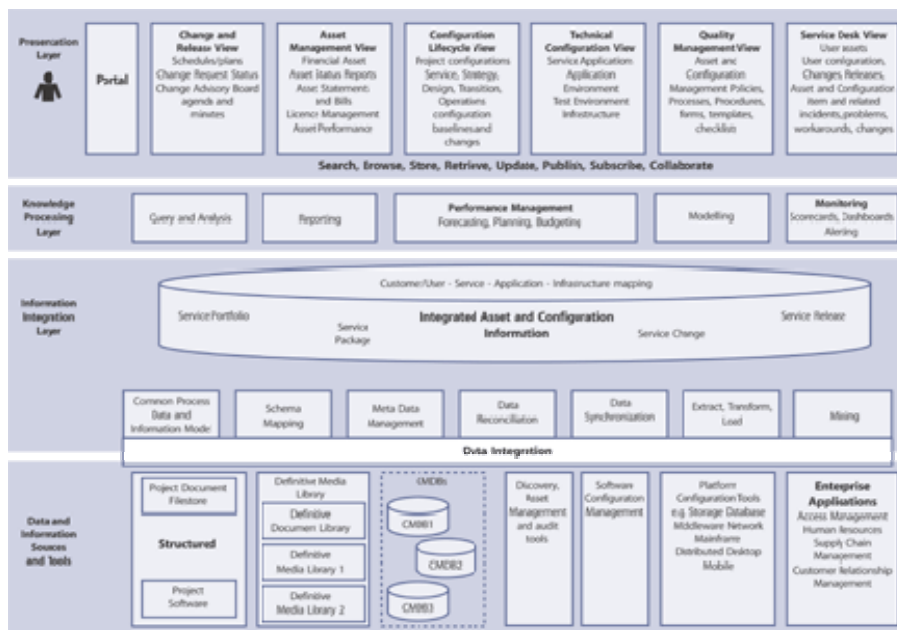 Presentation
Layer
Portal
Change and
Release View
Schedules/plans
Change Request Status
Change Advisory Board
agenda and
minutes
Asset
Management View
Financial Asset
Asset Status Reports
Asset Statements
and Bills
Licence Management
Asset Performance
Configuration
Lifecycle View
Project configurations
Service, Strategy,
Design, Transition,
Operations
configuration
baselines and
changes
Technical
Configuration View
Service Applications
Application
Environment
Test Environment
Infrastructure
Quality
Management View
Asset and
Configuration
Management Policies,
Processes, Procedures,
forms, templates,
checklists
Service Desk View
User assets
User configuration,
Changes, Releases,
Asset and Configuration
item and related
incidents, problems,
workarounds, changes
Search, Browse, Store, Retrieve, Update, Publish, Subscribe, Collaborate
Knowledge
Processing
Layer
Query and Analysis
Reporting
Performance Management
Forecasting, Planning, Budgeting
Modelling
Monitoring
Scorecards, Dashboards
Alerting
Information
Integration
Layer
Customer/User - Service - Application - Infrastructure mapping
Service Portfolio
Service
Package
Integrated Asset and Configuration
Information
Service Change
Service Release
Common Process
Data and
Information Model
Schema
Mapping
Meta Data
Management
Data
Reconciliation
Data
Synchronization
Extract, Transform,
Load
Mining
Data Integration
Data and
Information
Sources
and Tools
Project Document
Filestore
Structured
Project
Software
Definitive Media
Library
Definitive
Document Library
Definitive
Media Library 1
Definitive
Media Library 2
CMDBs
CMDB1
CMDB2
CMDB3
Discovery,
Asset
Management
and audit
tools
Software
Configuration
Management
Platform
Configuration Tools
e.g. Storage Database
Middleware Network
Mainframe
Distributed Desktop
Mobile
Enterprise
Applications
Access Management
Human Resources
Supply Chain
Management
Customer Relationship
Management